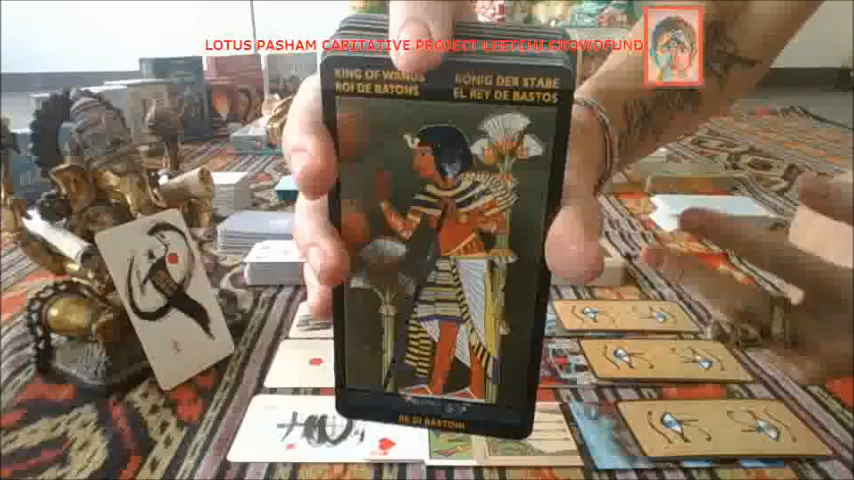 LOTUS PASHAM CARITATIVE PROJECT LEETCHI CROWDFUND
KING OF WANDS
ROI DE BATONS
KÖNIG DER STÄBE
EL REY DE BASTOS
RE DI BASTONI